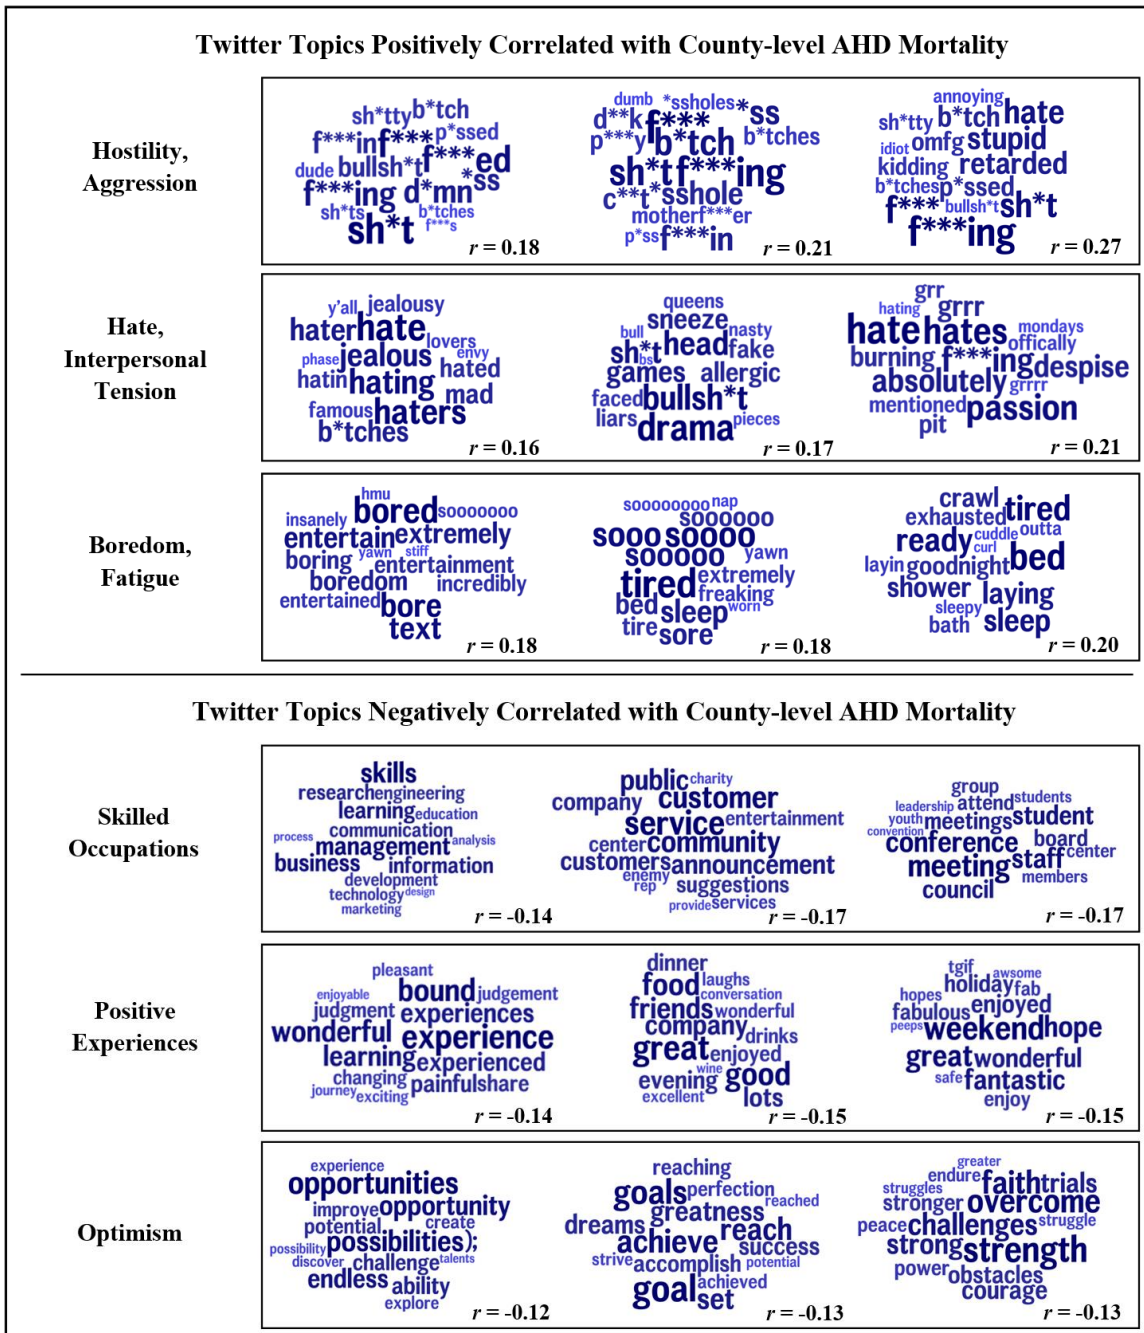 Twitter Topics Positively Correlated with County-level AHD Mortality
Hostility,
Aggression
sh*tty b*tch
f***in f*** p*ssed
dude bullsh*t f***ed
f***ing d*mn *ss
sh*ts b*tches
sh*t f***s
r = 0.18
dumb *ssholes *ss
d**k f***
p***y b*tch b*tches
sh*t f***ing
c**t *sshole
motherf***er
p*ss f***in
r = 0.21
annoying
sh*tty b*tch hate
idiot omfg stupid
kidding retarded
b*tches p*ssed
f*** bullsh*t sh*t
f***ing
r = 0.27
Hate,
Interpersonal
Tension
y'all jealousy
hater hate lovers
phase jealous envy
hatin hating hated
mad
famous haters
b*tches
r = 0.16
queens
bull sneeze nasty
sh*t bs head fake
games allergic
faced bullsh*t
liars drama pieces
r = 0.17
grr
hating grrr
hate hates mondays
offically
burning f***ing despise
absolutely grrrr
mentioned passion
pit
r = 0.21
Boredom,
Fatigue
hmu
insanely bored sooooooo
entertain extremely
boring yawn stiff entertainment
boredom incredibly
entertained bore
text
r = 0.18
soooooooo nap
soooooo
sooo soooo
sooooo yawn
tired extremely
freaking
bed sleep worn
tire sore
r = 0.18
crawl tired
exhausted outta
ready cuddle curl bed
layin goodnight
shower laying
sleepy
bath sleep
r = 0.20
Twitter Topics Negatively Correlated with County-level AHD Mortality
Skilled
Occupations
skills
research engineering
learning education
communication
process management analysis
business information
development
technology design
marketing
r = -0.14
public charity
company customer
service entertainment
center community
customers announcement
enemy
rep suggestions
provide services
r = -0.17
group
leadership attend students
youth meetings student
convention conference board
meeting staff center
members
council
r = -0.17
Positive
Experiences
pleasant
enjoyable bound judgement
judgment experiences
wonderful experience
learning experienced
changing painful share
journey exciting
r = -0.14
dinner
food laughs
conversation
friends wonderful
company drinks
great enjoyed
wine
evening good
excellent lots
r = -0.15
tgif awsome
holiday fab
hopes
fabulous enjoyed
peeps weekend hope
great wonderful
safe fantastic
enjoy
r = -0.15
Optimism
experience
opportunities
improve opportunity
potential create
possibility possibilities);
discover challenge talents
endless ability
explore
r = -0.12
reaching
goals perfection
greatness reached
dreams reach
achieve success
strive accomplish potential
goal achieved
set
r = -0.13
greater
endure faith trials
struggles
stronger overcome
peace challenges struggle
strong strength
power obstacles
courage
r = -0.13